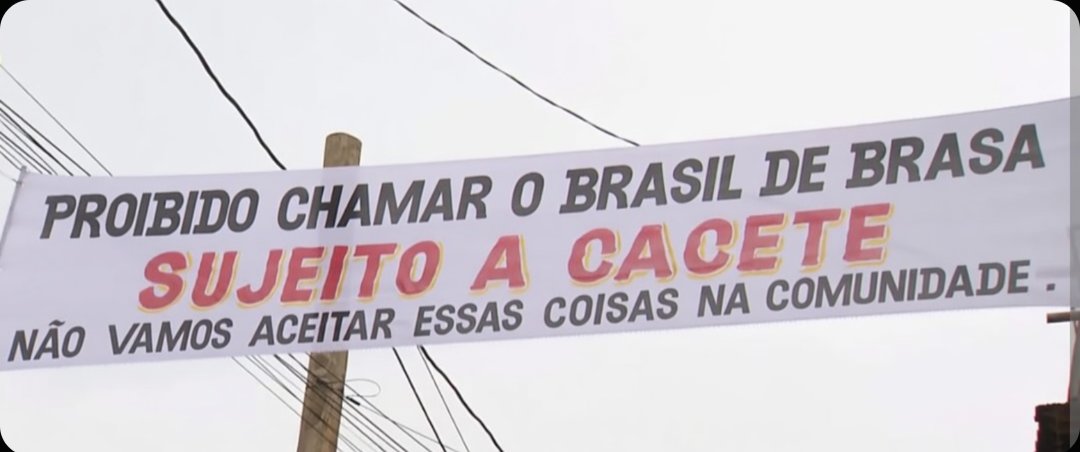 PROIBIDO CHAMAR O BRASIL DE BRASA
SUJEITO A CACETE
NÃO VAMOS ACEITAR ESSAS COISAS NA COMUNIDADE.